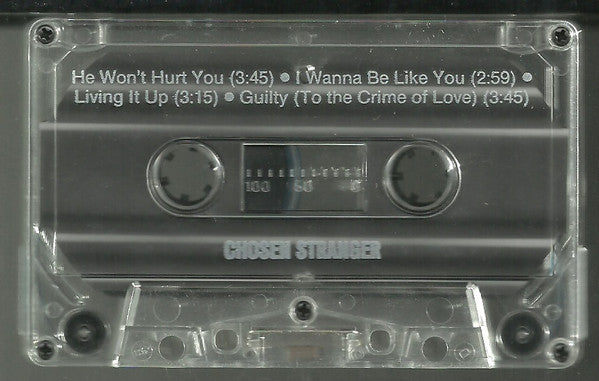 He Won't Hurt You (3:45) ● I Wanna Be Like You (2:59) ●
Living It Up (3:15) ● Guilty (To the Crime of Love) (3:45)
100 50 0
CHOSEN STRANGER